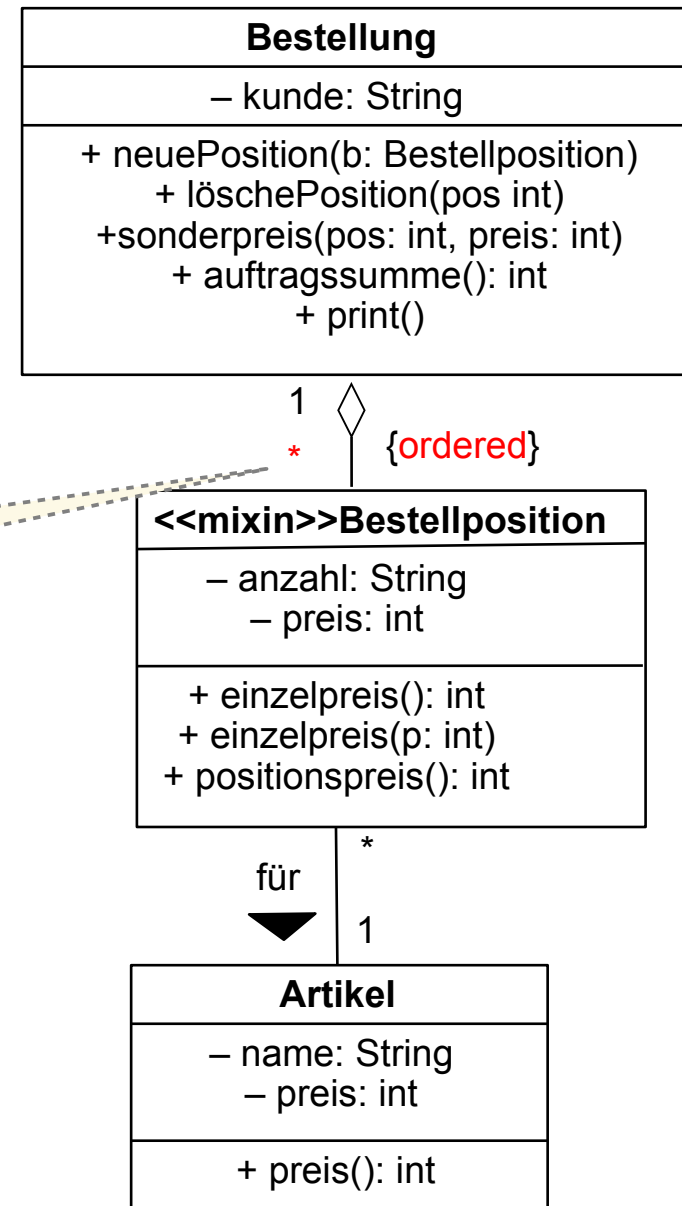 Bestellung
– kunde: String
+ neuePosition(b: Bestellposition)
+ löschePosition(pos int)
+sonderpreis(pos: int, preis: int)
+ auftragssumme(): int
+ print()
1
* {ordered}
<<mixin>>Bestellposition
– anzahl: String
– preis: int
+ einzelpreis(): int
+ einzelpreis(p: int)
+ positionspreis(): int
*
für
1
Artikel
– name: String
– preis: int
+ preis(): int